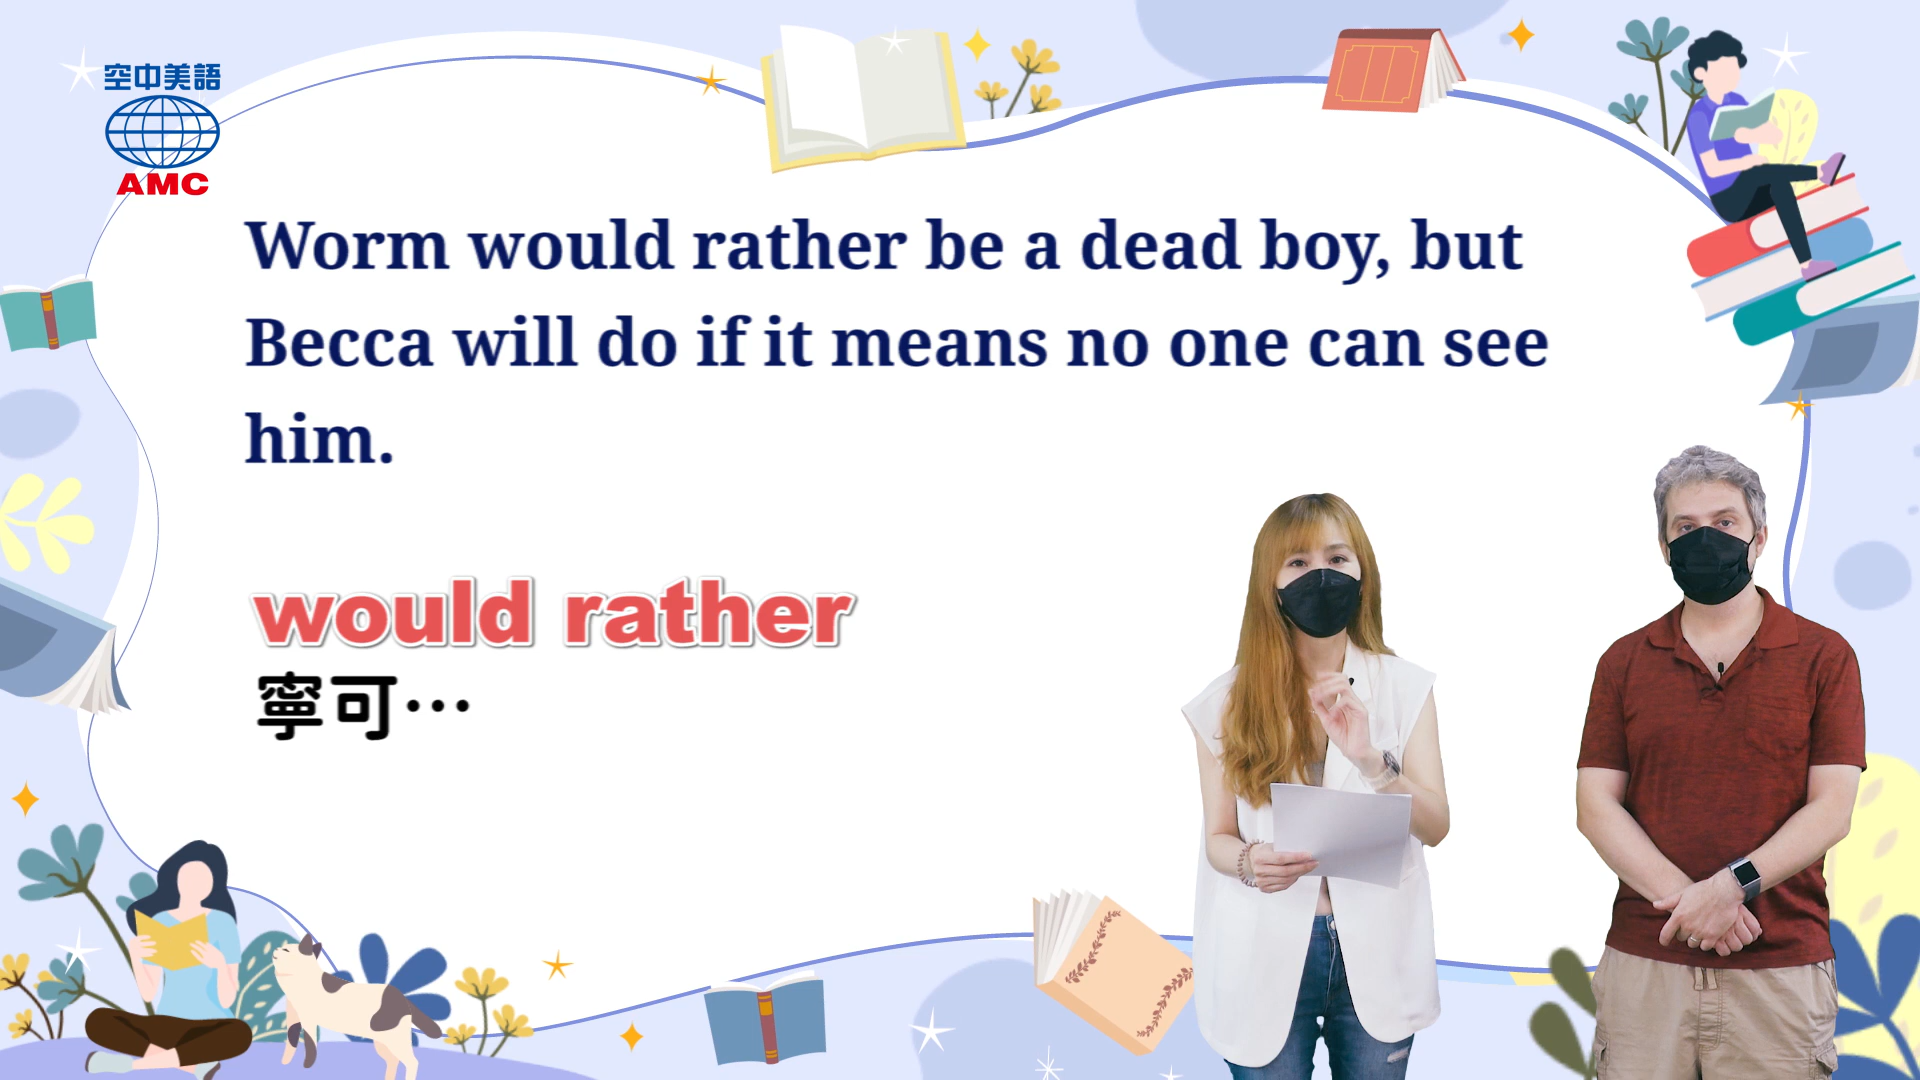 空中美語
AMC
Worm would rather be a dead boy, but
Becca will do if it means no one can see
him.
would rather
寧可…